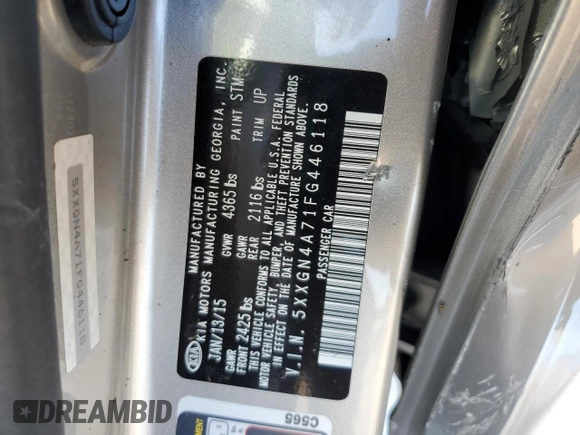 MANUFACTURED BY
KIA KIA MOTORS MANUFACTURING GEORGIA, INC.
JAN/13/15 GVWR 4365 lbs PAINT STM
GAWR FRONT 2425 lbs GAWR REAR 2116 lbs TRIM UP
THIS VEHICLE CONFORMS TO ALL APPLICABLE U.S.A. FEDERAL
MOTOR VEHICLE SAFETY, BUMPER, AND THEFT PREVENTION STANDARDS
IN EFFECT ON THE DATE OF MANUFACTURE SHOWN ABOVE.
V.I.N. 5XXGN4A71FG446118
PASSENGER CAR
5XXGN4A71FG446118
C565
DREAMBID